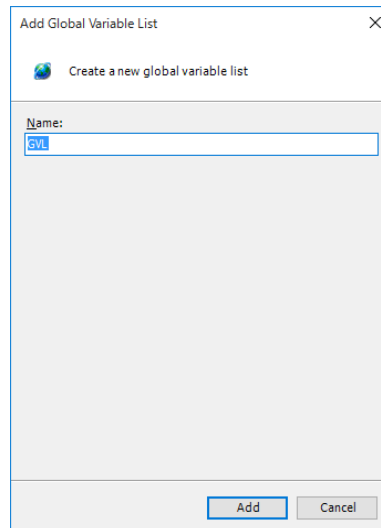 Add Global Variable List
Create a new global variable list
Name:
GVL
Add
Cancel